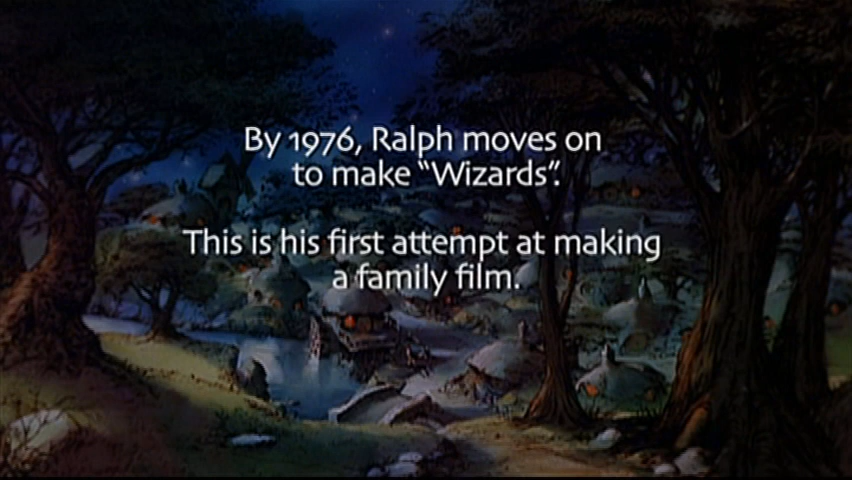 By 1976, Ralph moves on
to make “Wizards”.
This is his first attempt at making
a family film.